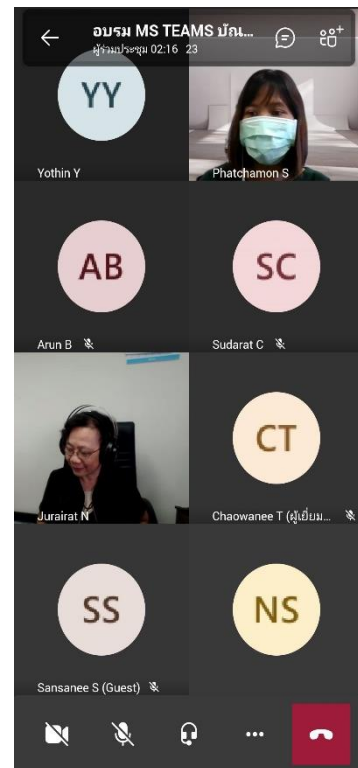 อบรม MS TEAMS บัณ...
ผู้ร่วมประชุม 02:16 23
YY
Yothin Y
Phatchamon S
AB
SC
Arun B
Sudarat C
CT
Jurairat N
Chaowanee T (ผู้เยี่ยม...
SS
NS
Sansanee S (Guest)